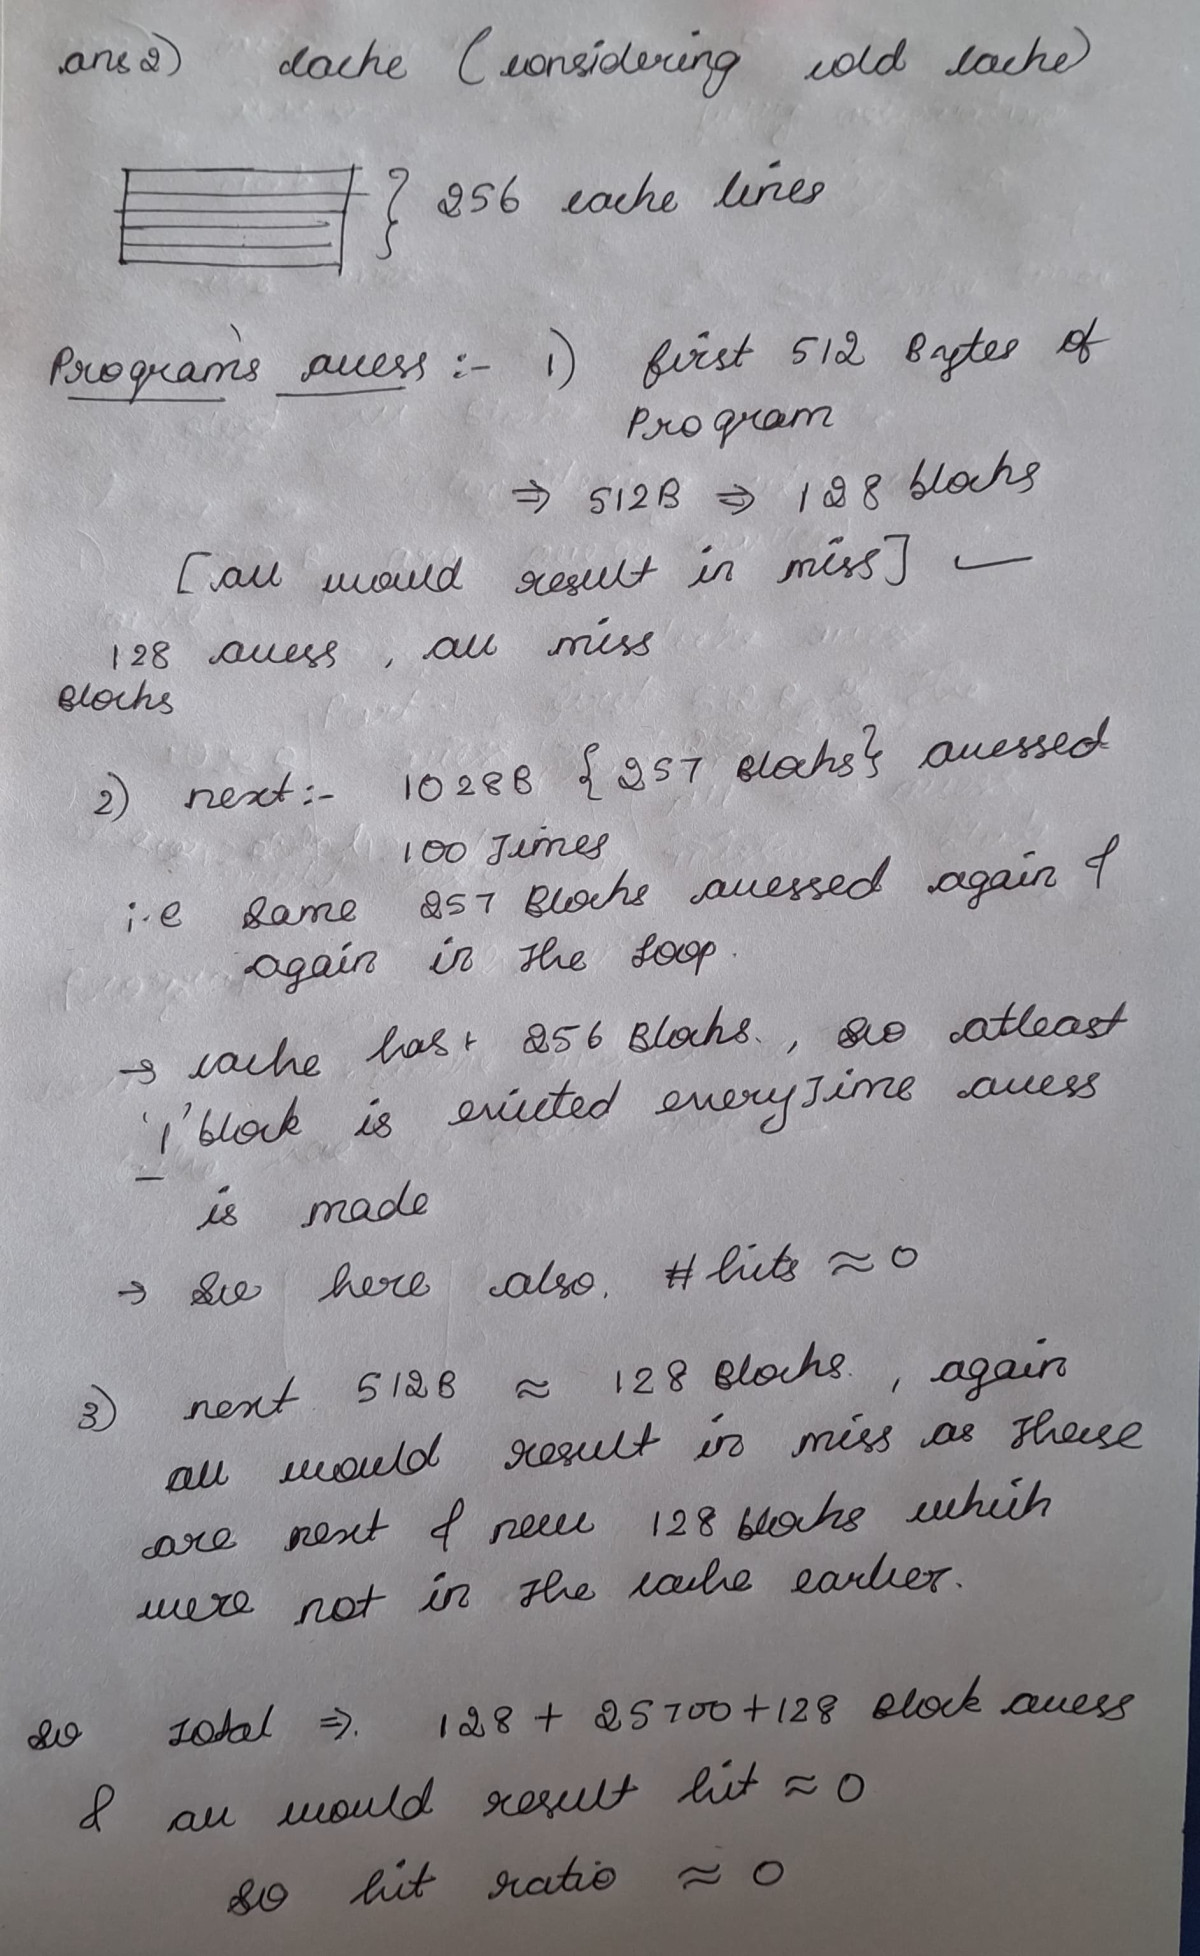 ans 2) cache (considering cold cache)
} 256 cache lines
Program's access :- 1) first 512 Bytes of
Program
⇒ 512B ⇒ 128 blocks
[all would result in miss] —
128 access , all miss
Blocks
2) next:- 1028B {257 Blocks} accessed
100 Times
i.e same 257 Blocks accessed again &
again in the loop.
→ cache has 256 Blocks. , so atleast
'1' block is evicted everyTime access
is made
→ so here also, # hits ≈ 0
3) next 512B ≈ 128 Blocks. , again
all would result in miss as these
are next & new 128 blocks which
were not in the cache earlier.
so Total ⇒. 128 + 25700 + 128 Block access
& all would result hit ≈ 0
so hit ratio ≈ 0